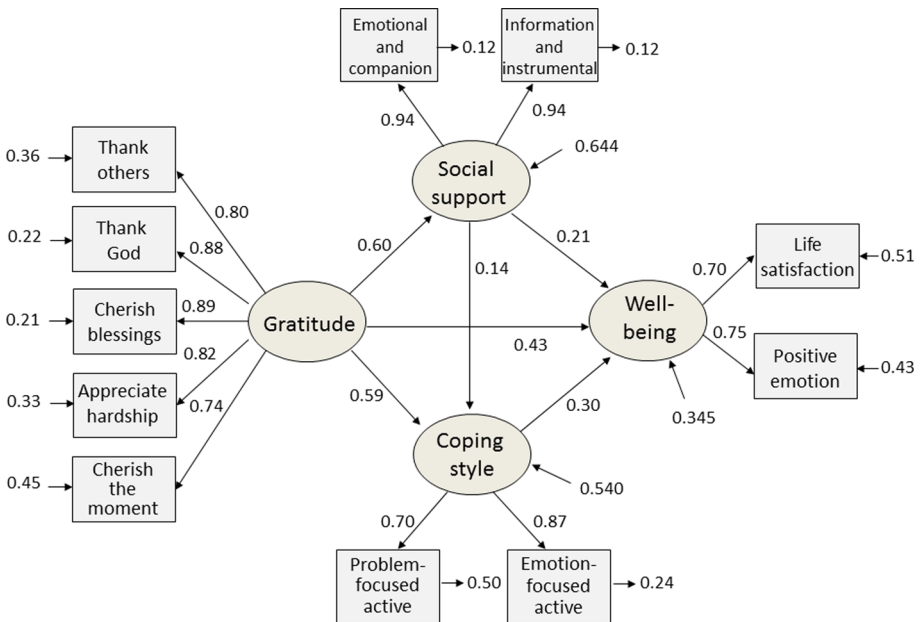 Emotional
and
companion
0.12
Information
and
instrumental
0.12
0.94
0.94
0.644
Social
support
0.36
Thank
others
0.80
0.22
Thank
God
0.88
0.60
0.21
0.14
Life
satisfaction
0.51
0.70
0.21
Cherish
blessings
0.89
Gratitude
Well-
being
0.43
0.75
Positive
emotion
0.43
0.82
0.33
Appreciate
hardship
0.74
0.59
0.30
0.345
0.45
Cherish
the
moment
Coping
style
0.540
0.70
0.87
Problem-
focused
active
0.50
Emotion-
focused
active
0.24